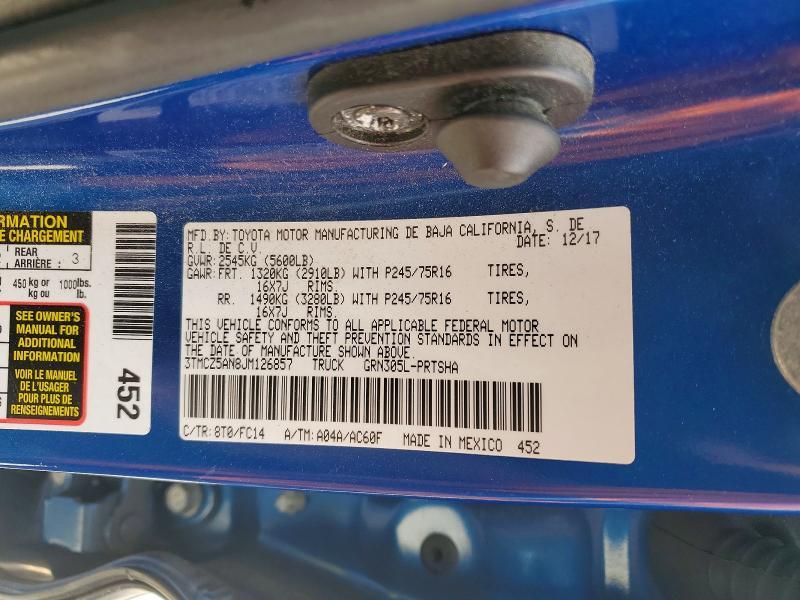 RMATION
E CHARGEMENT
REAR
ARRIÈRE : 3
450 kg or 1000lbs.
kg ou lb.
SEE OWNER'S
MANUAL FOR
ADDITIONAL
INFORMATION
VOIR LE MANUEL
DE L'USAGER
POUR PLUS DE
RENSEIGNEMENTS
452
MFD. BY: TOYOTA MOTOR MANUFACTURING DE BAJA CALIFORNIA, S. DE
R.L. DE C.V. DATE: 12/17
GVWR: 2545KG (5600LB)
GAWR: FRT. 1320KG (2910LB) WITH P245/75R16 TIRES,
16X7J RIMS.
RR. 1490KG (3280LB) WITH P245/75R16 TIRES,
16X7J RIMS.
THIS VEHICLE CONFORMS TO ALL APPLICABLE FEDERAL MOTOR
VEHICLE SAFETY AND THEFT PREVENTION STANDARDS IN EFFECT ON
THE DATE OF MANUFACTURE SHOWN ABOVE.
3TMCZ5AN8JM126857 TRUCK GRN305L-PRTSHA
C/TR: 8T0/FC14 A/TM: A04A/AC60F MADE IN MEXICO 452